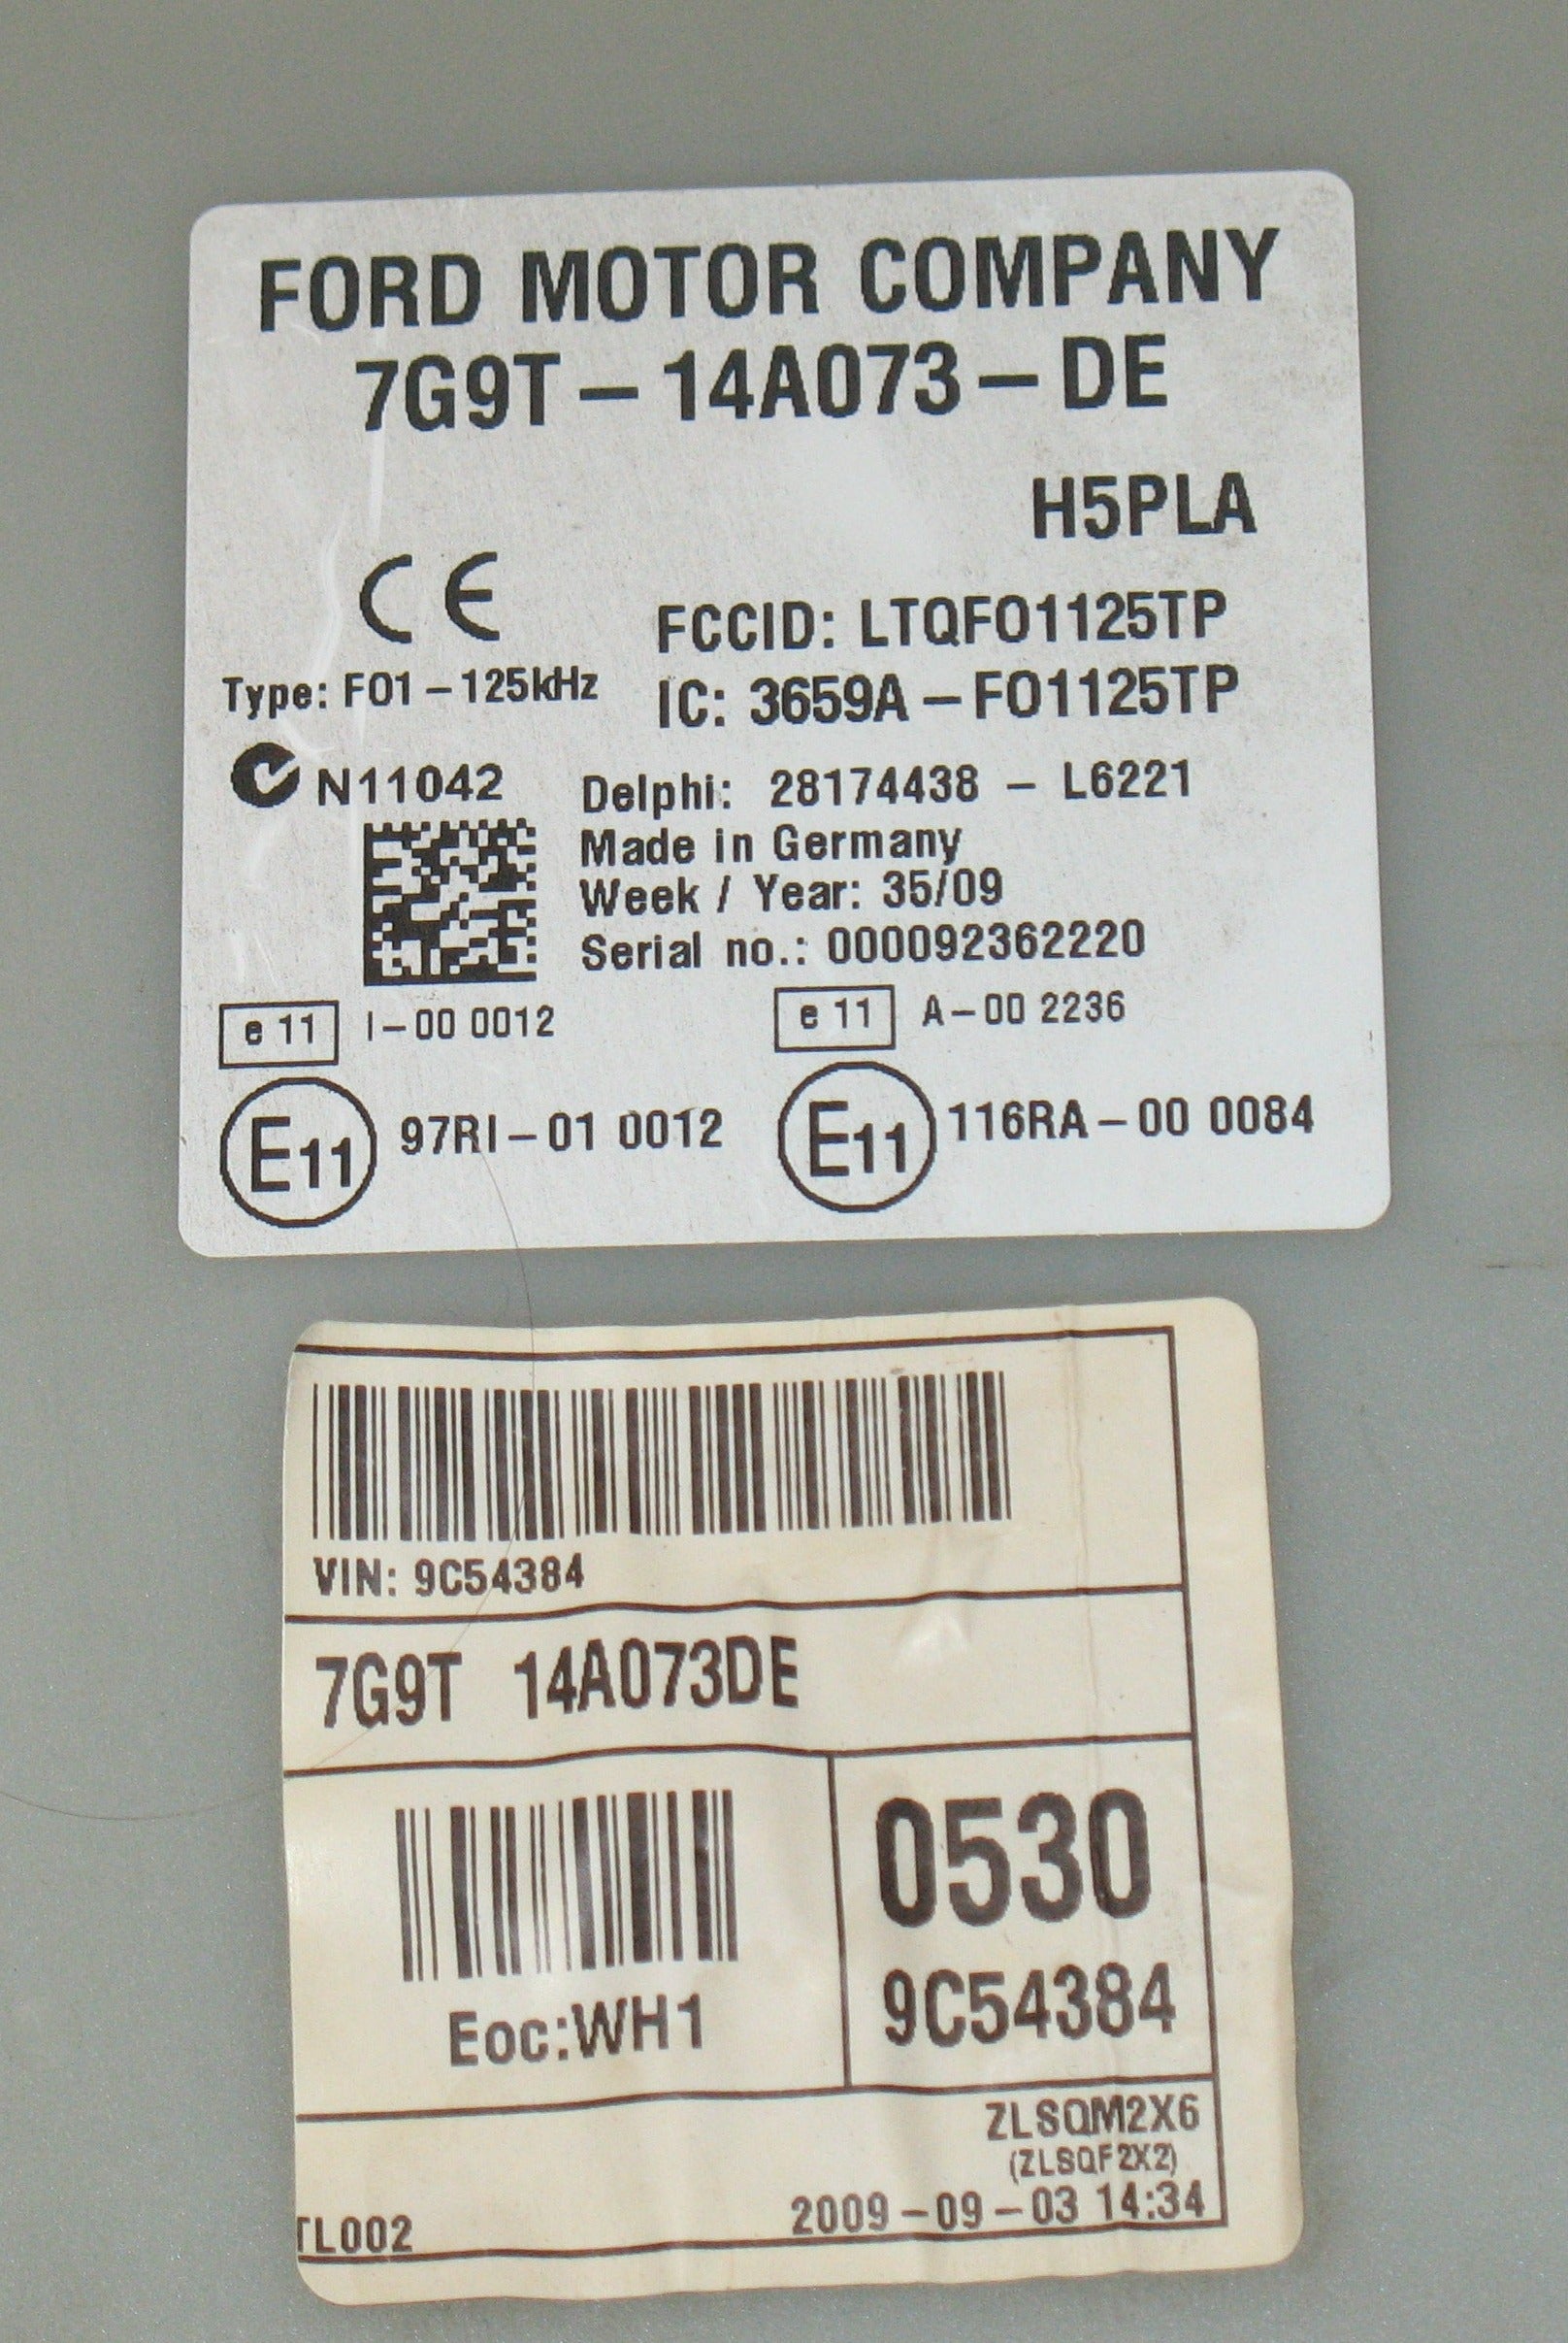 FORD MOTOR COMPANY
7G9T-14A073-DE
H5PLA
CE
FCCID: LTQFO1125TP
Type: FO1-125kHz
IC: 3659A-FO1125TP
N11042
Delphi: 28174438 - L6221
Made in Germany
Week / Year: 35/09
Serial no.: 000092362220
e 11 I-00 0012
e 11 A-00 2236
E11 97RI-01 0012
E11 116RA-00 0084
VIN: 9C54384
7G9T 14A073DE
0530
9C54384
Eoc:WH1
ZLSQM2X6
(ZLSQF2X2)
2009-09-03 14:34
TL002